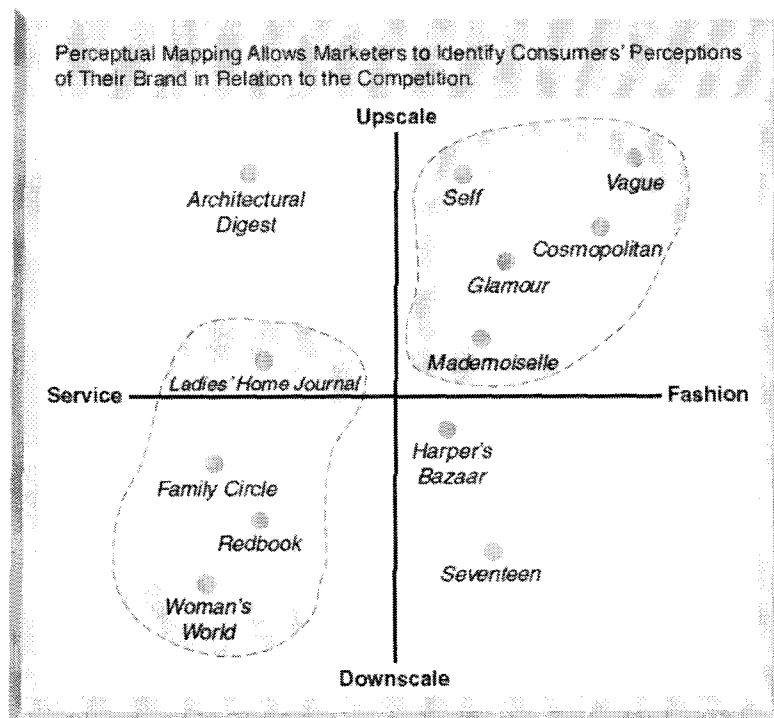 Perceptual Mapping Allows Marketers to Identify Consumers' Perceptions
of Their Brand in Relation to the Competition.
Upscale
Architectural
Digest
Self
Vague
Cosmopolitan
Glamour
Mademoiselle
Ladies' Home Journal
Service
Fashion
Harper's
Bazaar
Family Circle
Redbook
Seventeen
Woman's
World
Downscale